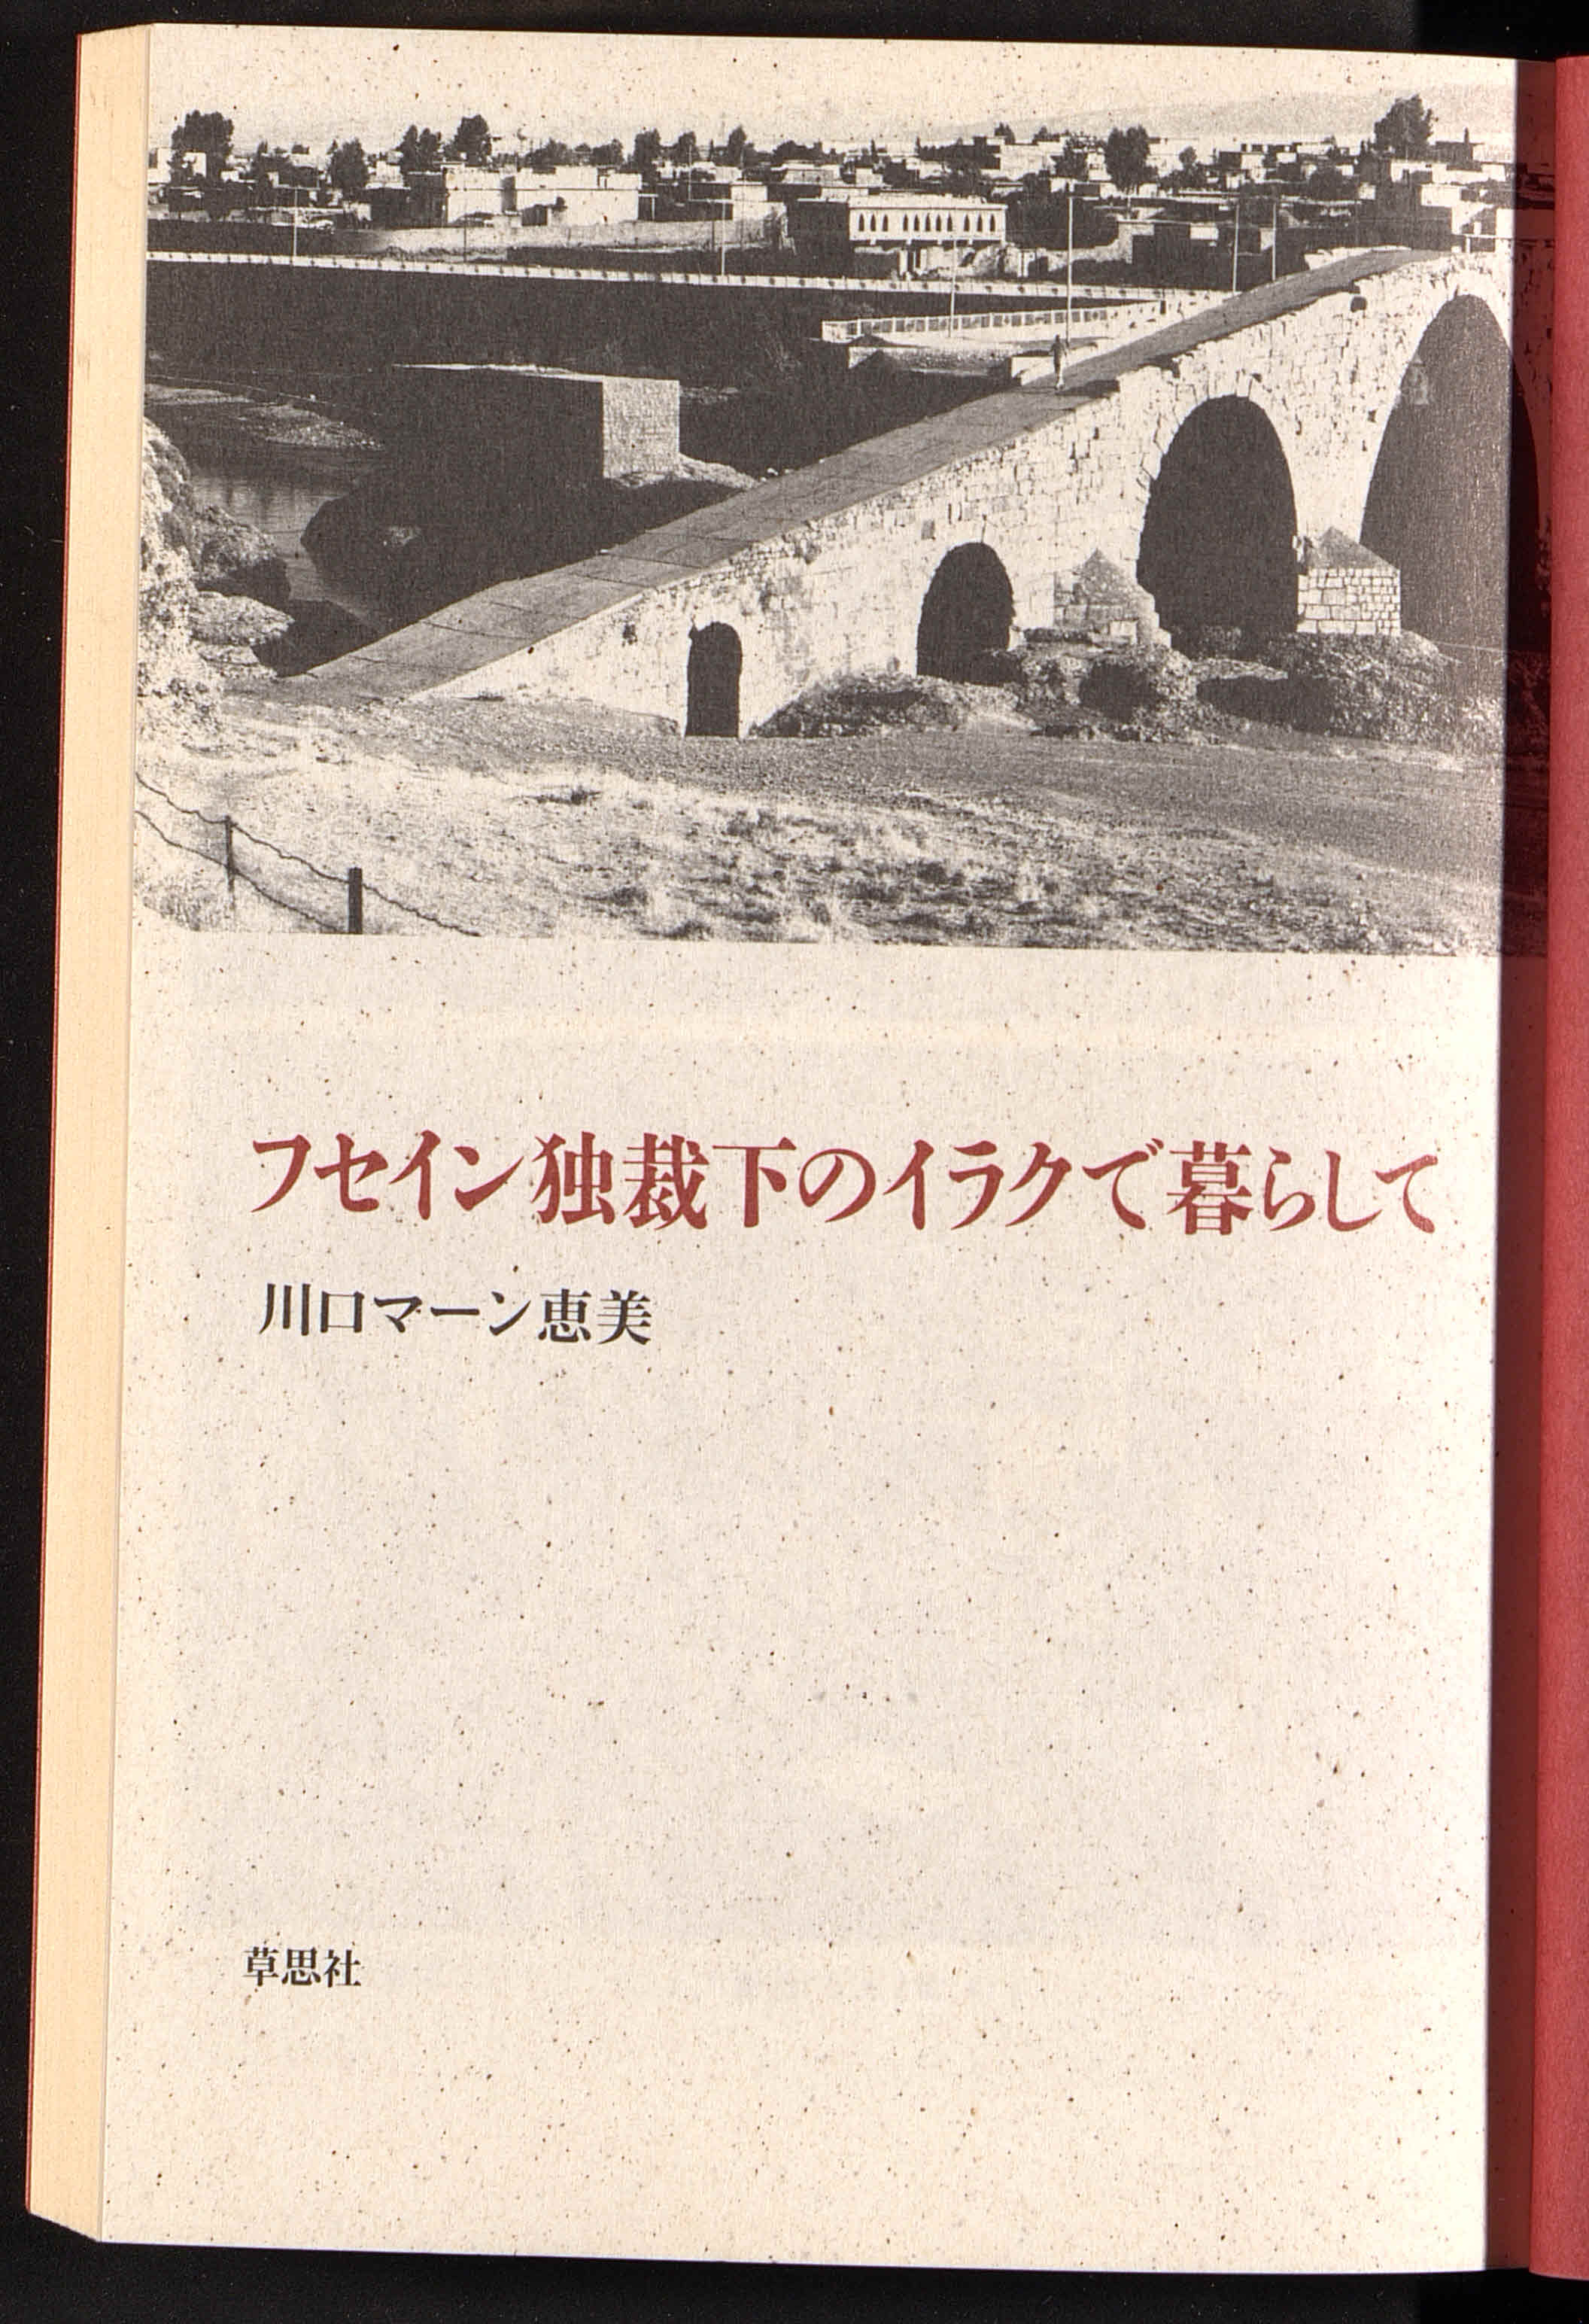 フセイン独裁下のイラクで暮らして
川口マーン恵美
草思社